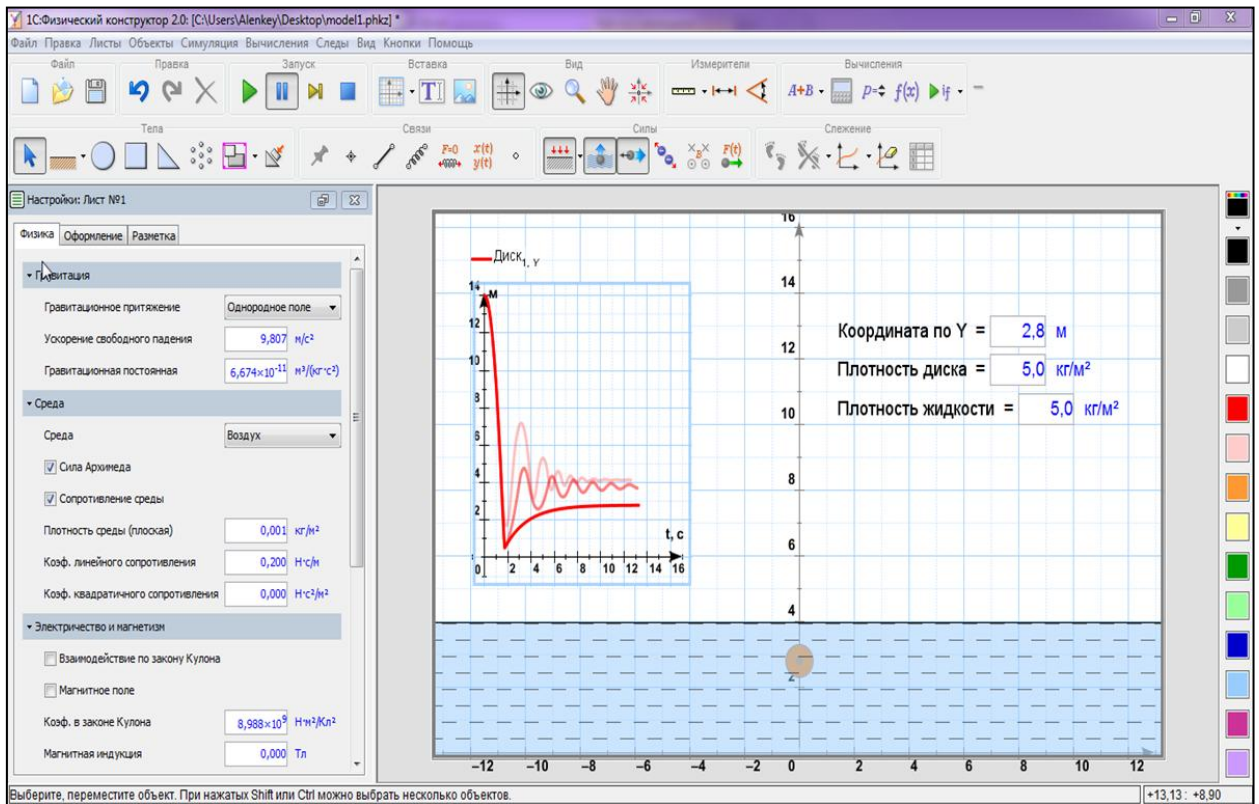 1С:Физический конструктор 2.0: [C:\Users\Alenkey\Desktop\model1.phkz] *
Файл Правка Листы Объекты Симуляция Вычисления Следы Вид Кнопки Помощь
Файл Правка Запуск Вставка Вид Измерители Вычисления
T A+B p= f(x) if
Тела Связи Силы Слежение
F=0 x(t) y(t) B F(t)
Настройки: Лист №1
Физика Оформление Разметка
Гравитация
Гравитационное притяжение Однородное поле
Ускорение свободного падения 9,807 м/с²
Гравитационная постоянная 6,674×10⁻¹¹ м³/(кг·с²)
Среда
Среда Воздух
Сила Архимеда
Сопротивление среды
Плотность среды (плоская) 0,001 кг/м²
Коэф. линейного сопротивления 0,200 Н·с/м
Коэф. квадратичного сопротивления 0,000 Н·с²/м²
Электричество и магнетизм
Взаимодействие по закону Кулона
Магнитное поле
Коэф. в законе Кулона 8,988×10⁹ Н·м²/Кл²
Магнитная индукция 0,000 Тл
Диск₁, Y
14 м
12
10
8
6
4
2
t, с
0 2 4 6 8 10 12 14 16
16
14
12
10
8
6
4
2
Координата по Y = 2,8 м
Плотность диска = 5,0 кг/м²
Плотность жидкости = 5,0 кг/м²
−12 −10 −8 −6 −4 −2 0 2 4 6 8 10 12
Выберите, переместите объект. При нажатых Shift или Ctrl можно выбрать несколько объектов.
+13,13 : +8,90